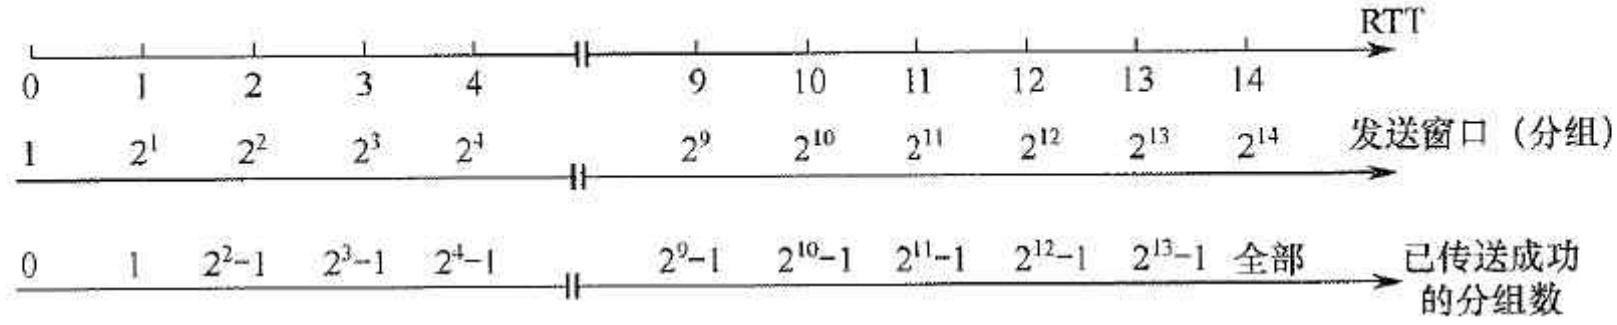 RTT
0 1 2 3 4 9 10 11 12 13 14
1 2¹ 2² 2³ 2⁴ 2⁹ 2¹⁰ 2¹¹ 2¹² 2¹³ 2¹⁴ 发送窗口（分组）
0 1 2²−1 2³−1 2⁴−1 2⁹−1 2¹⁰−1 2¹¹−1 2¹²−1 2¹³−1 全部 已传送成功
的分组数